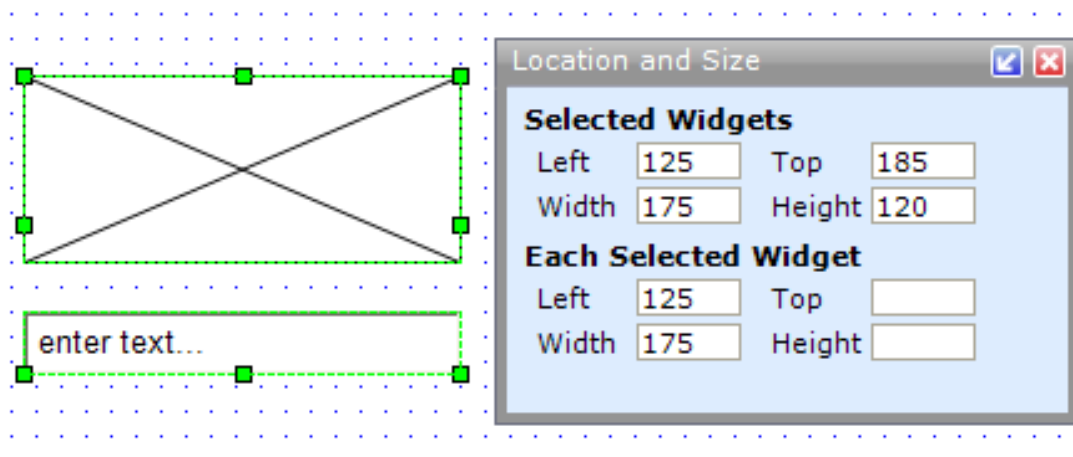 Location and Size
Selected Widgets
Left 125 Top 185
Width 175 Height 120
Each Selected Widget
Left 125 Top
Width 175 Height
enter text...